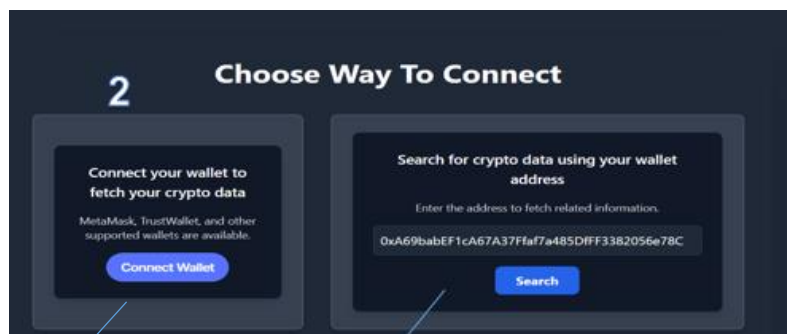 Choose Way To Connect
2
Connect your wallet to
fetch your crypto data
MetaMask, TrustWallet, and other
supported wallets are available.
Connect Wallet
Search for crypto data using your wallet
address
Enter the address to fetch related information.
0xA69babEF1cA67A37Ffaf7a485DfFF3382056e78C
Search